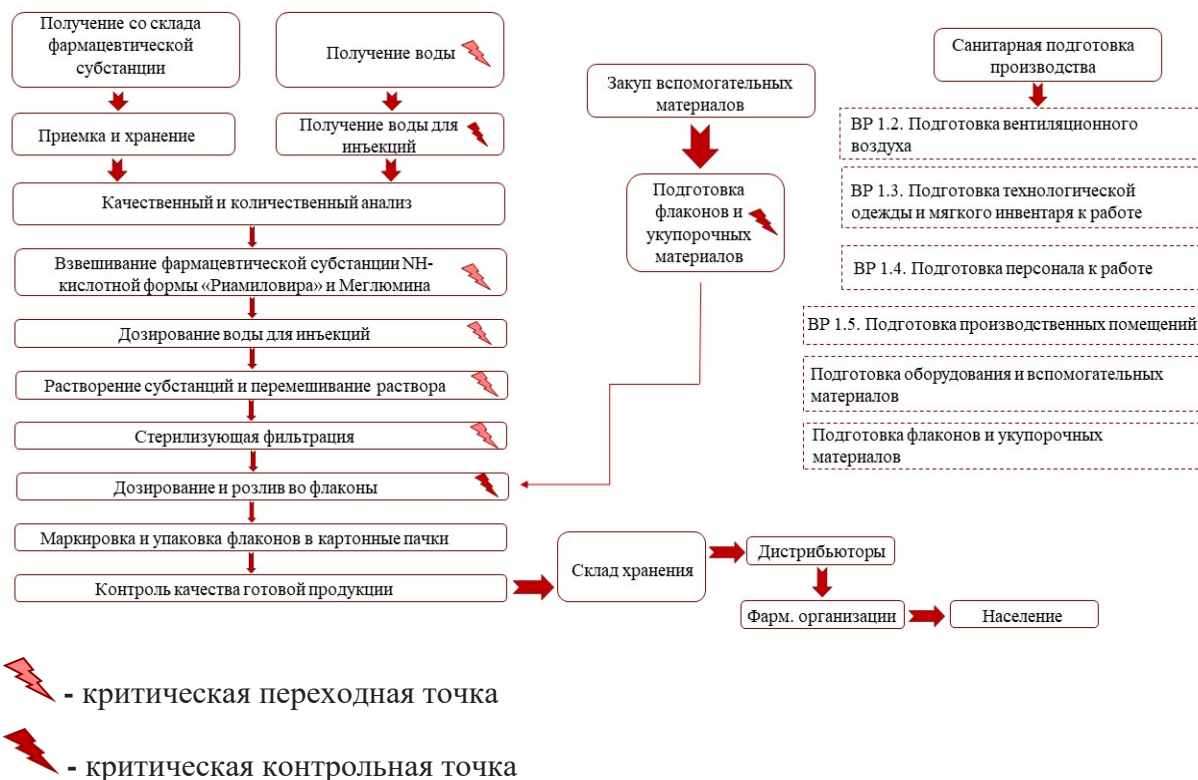 Получение со склада
фармацевтической
субстанции
Получение воды
Приемка и хранение
Получение воды для
инъекций
Качественный и количественный анализ
Взвешивание фармацевтической субстанции NH-
кислотной формы «Риамиловира» и Меглюмина
Дозирование воды для инъекций
Растворение субстанций и перемешивание раствора
Стерилизующая фильтрация
Дозирование и розлив во флаконы
Маркировка и упаковка флаконов в картонные пачки
Контроль качества готовой продукции
Закуп вспомогательных
материалов
Подготовка
флаконов и
укупорочных
материалов
Санитарная подготовка
производства
ВР 1.2. Подготовка вентиляционного
воздуха
ВР 1.3. Подготовка технологической
одежды и мягкого инвентаря к работе
ВР 1.4. Подготовка персонала к работе
ВР 1.5. Подготовка производственных помещений
Подготовка оборудования и вспомогательных
материалов
Подготовка флаконов и укупорочных
материалов
Склад хранения
Дистрибьюторы
Фарм. организации
Население
- критическая переходная точка
- критическая контрольная точка